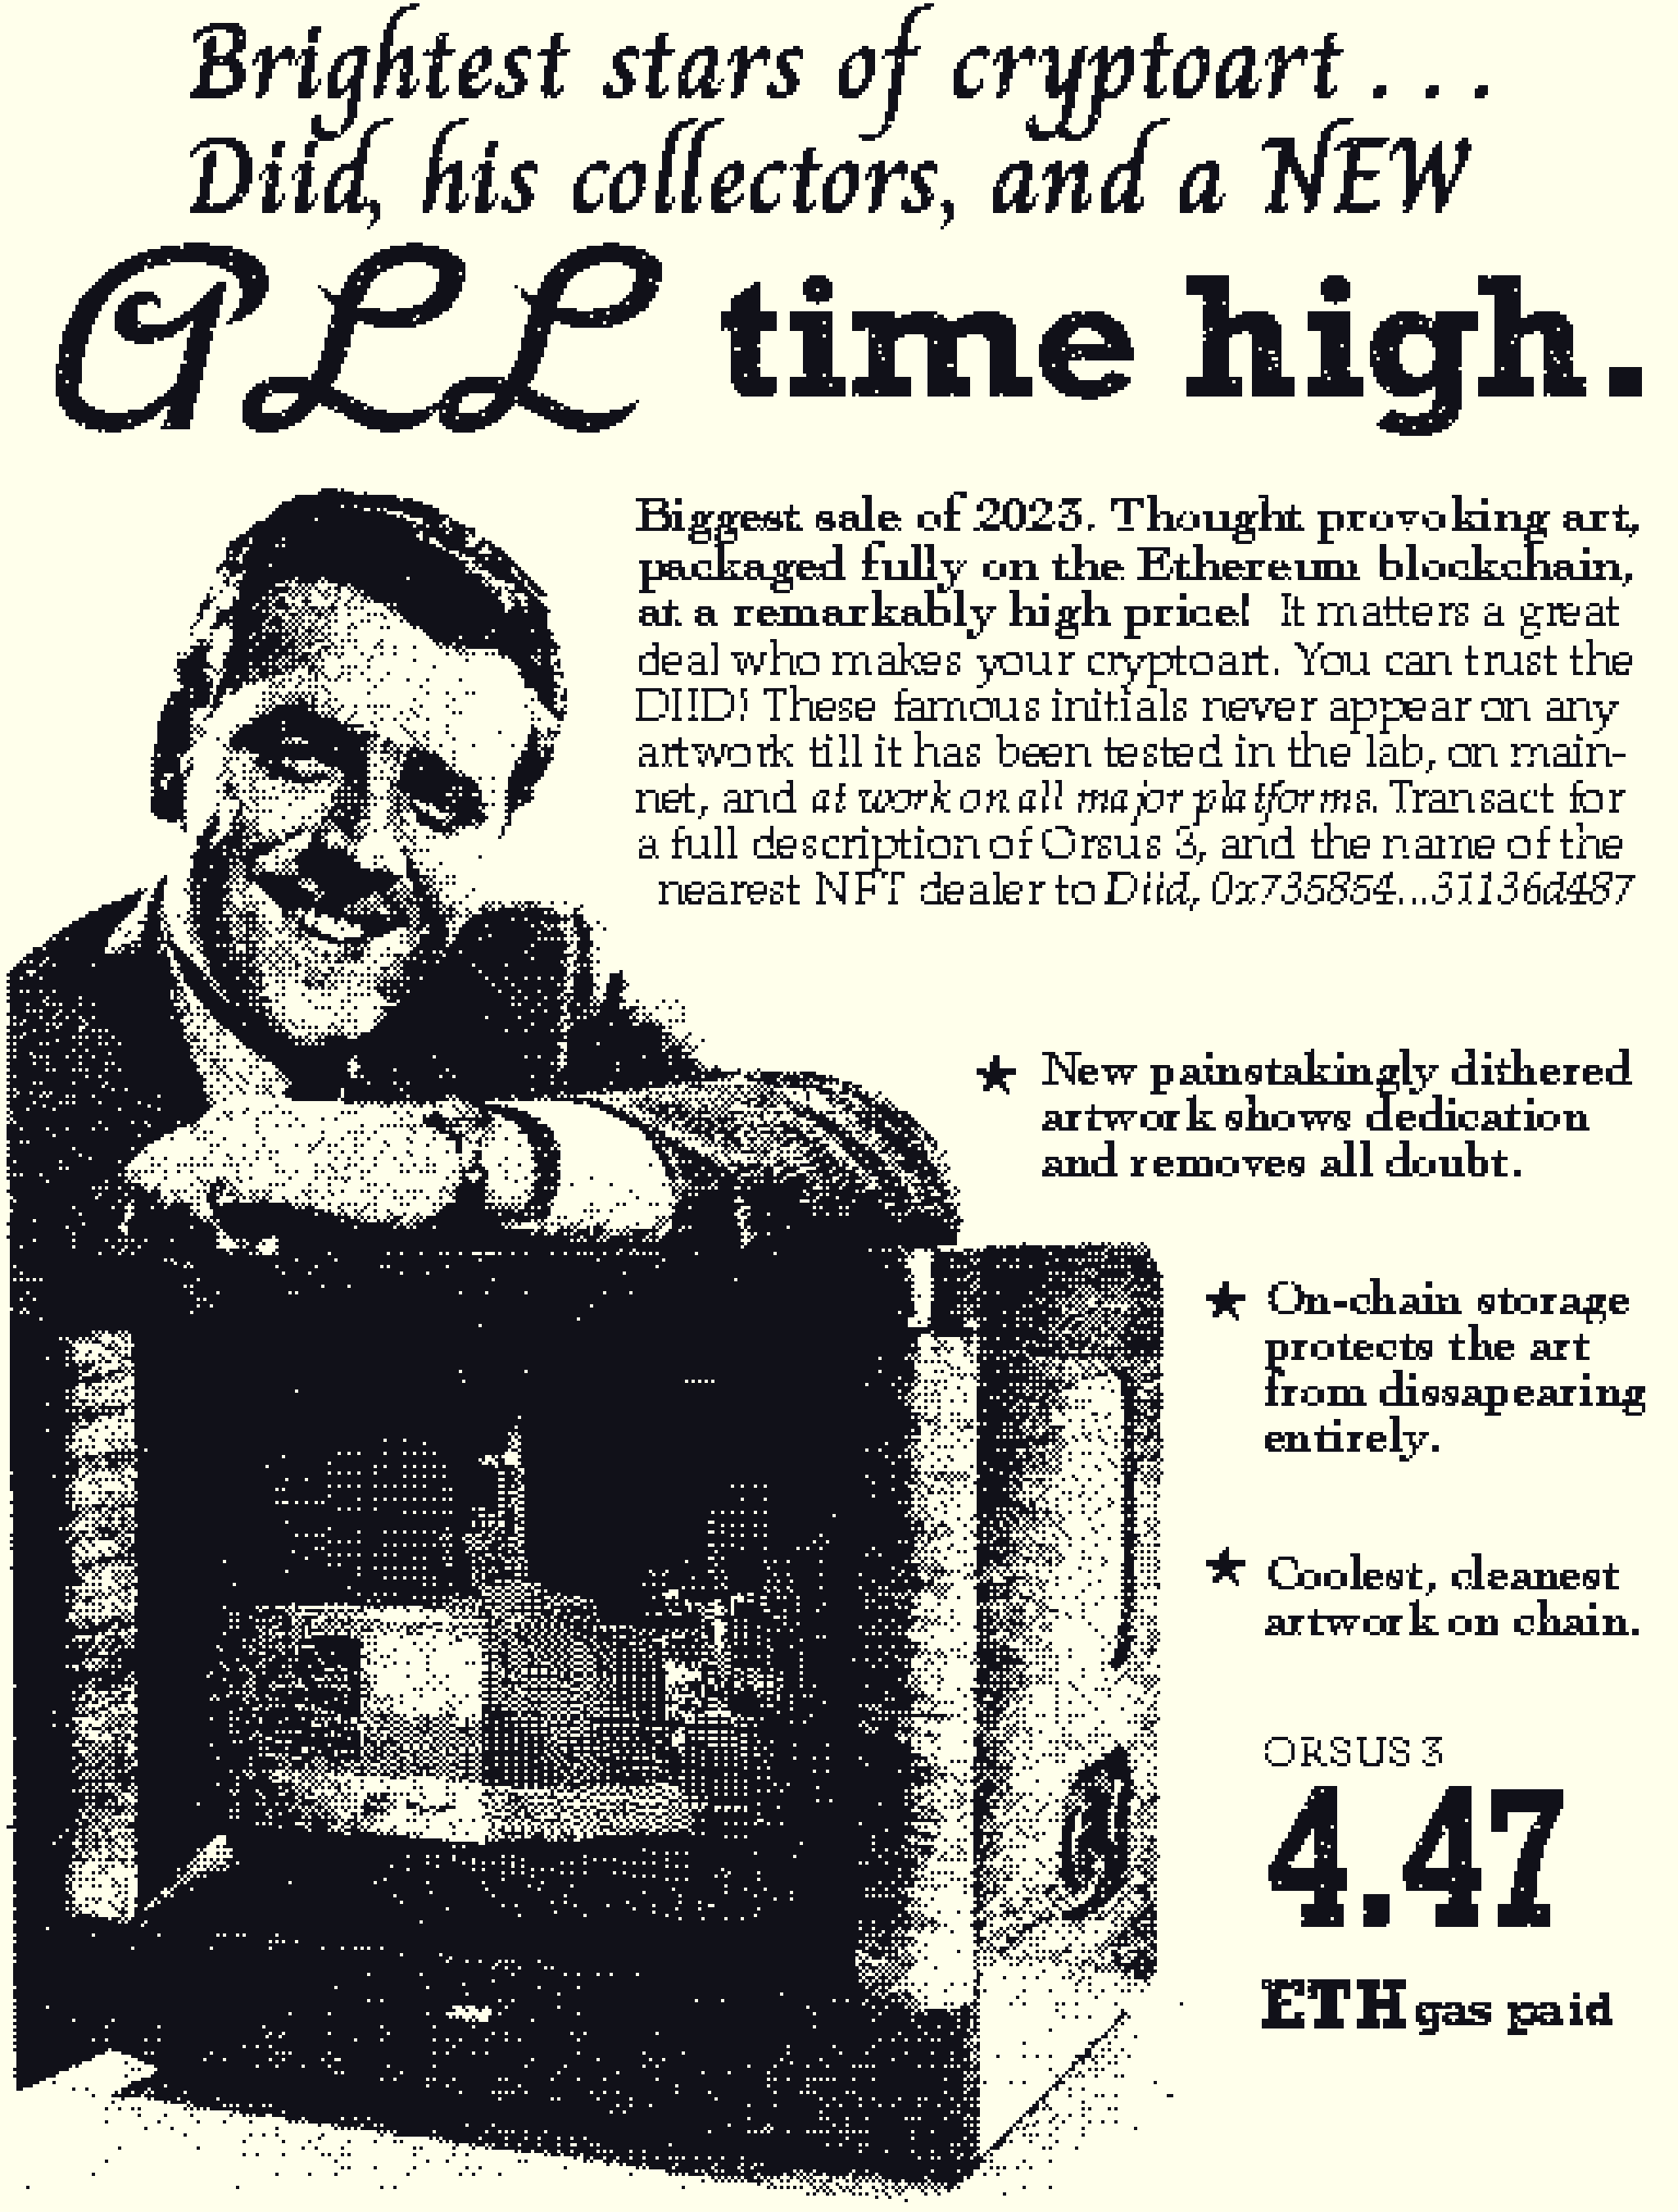 Brightest stars of cryptoart . . .
Diid, his collectors, and a NEW
ALL time high.
Biggest sale of 2023. Thought provoking art,
packaged fully on the Ethereum blockchain,
at a remarkably high price! It matters a great
deal who makes your cryptoart. You can trust the
DIID! These famous initials never appear on any
artwork till it has been tested in the lab, on main-
net, and at work on all major platforms. Transact for
a full description of Orsus 3, and the name of the
nearest NFT dealer to Diid, 0x735854...31136d487
★ New painstakingly dithered
artwork shows dedication
and removes all doubt.
★ On-chain storage
protects the art
from dissapearing
entirely.
★ Coolest, cleanest
artwork on chain.
ORSUS 3
4.47
ETH gas paid